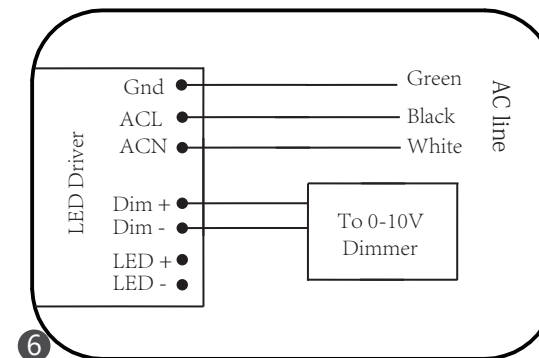 Gnd
Green
ACL
Black
ACN
White
AC line
LED Driver
Dim +
Dim -
LED +
LED -
To 0-10V
Dimmer
6